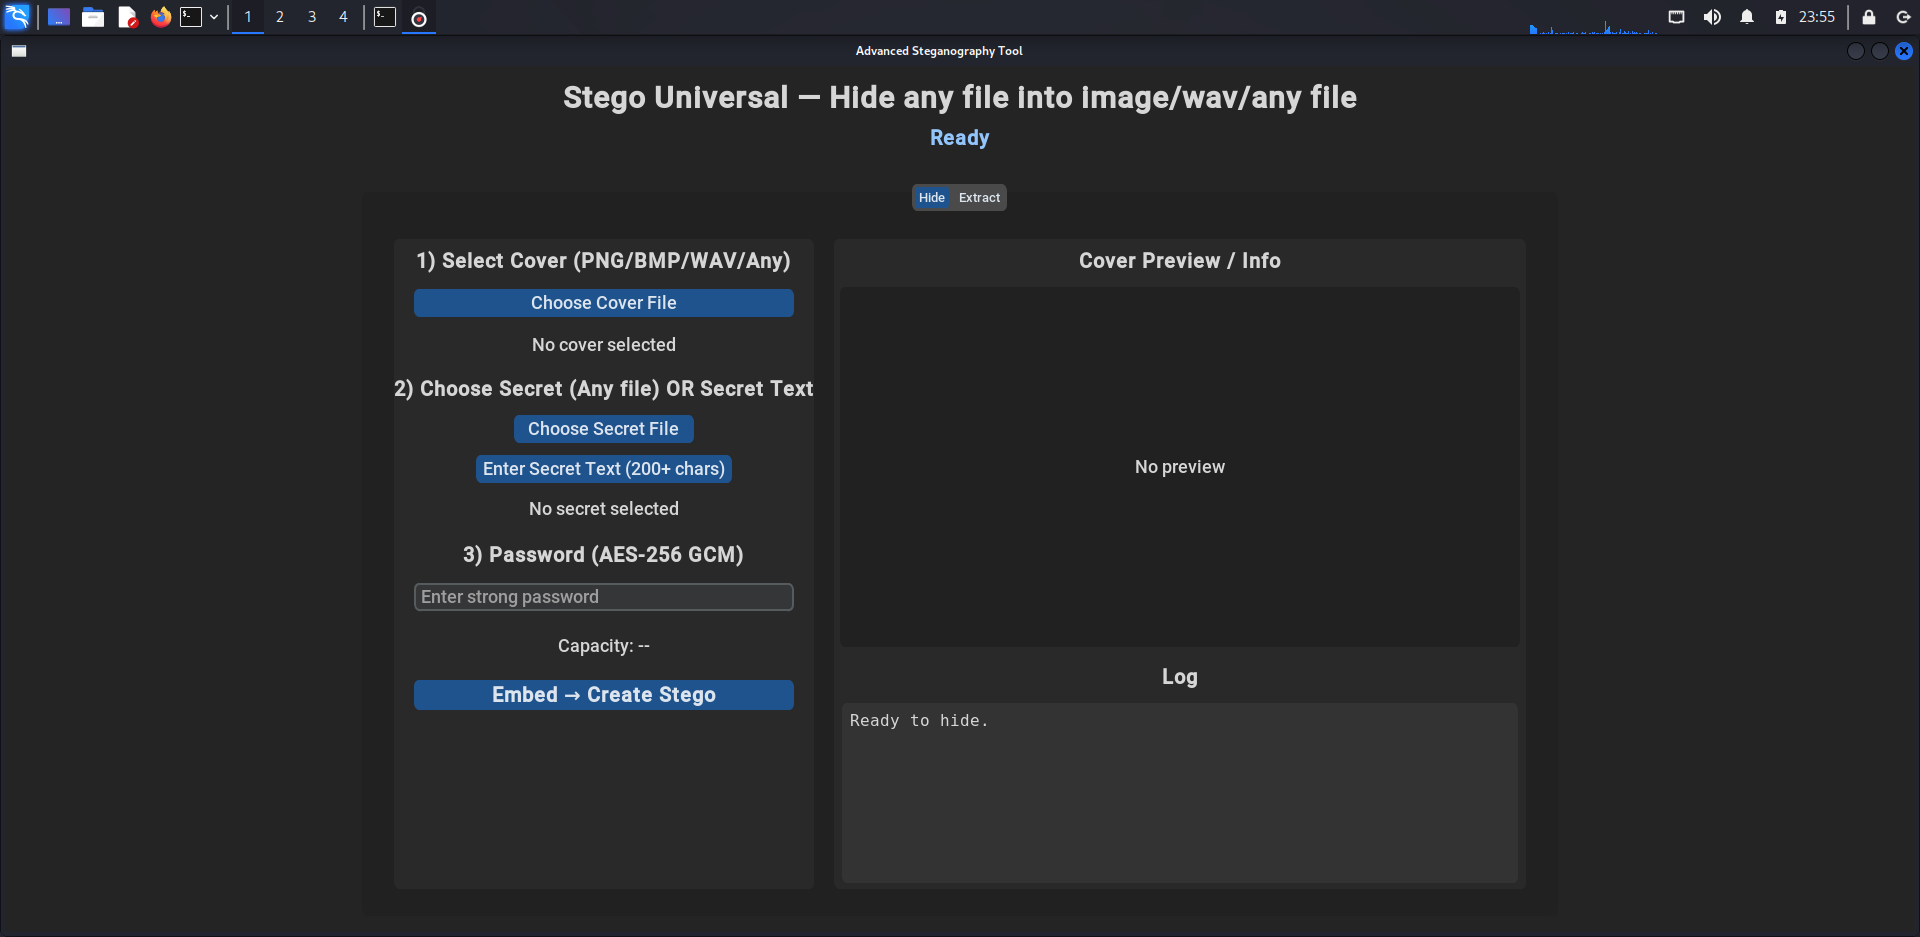 1 2 3 4 23:55
Advanced Steganography Tool
Stego Universal — Hide any file into image/wav/any file
Ready
Hide Extract
1) Select Cover (PNG/BMP/WAV/Any)
Choose Cover File
No cover selected
2) Choose Secret (Any file) OR Secret Text
Choose Secret File
Enter Secret Text (200+ chars)
No secret selected
3) Password (AES-256 GCM)
Enter strong password
Capacity: --
Embed → Create Stego
Cover Preview / Info
No preview
Log
Ready to hide.